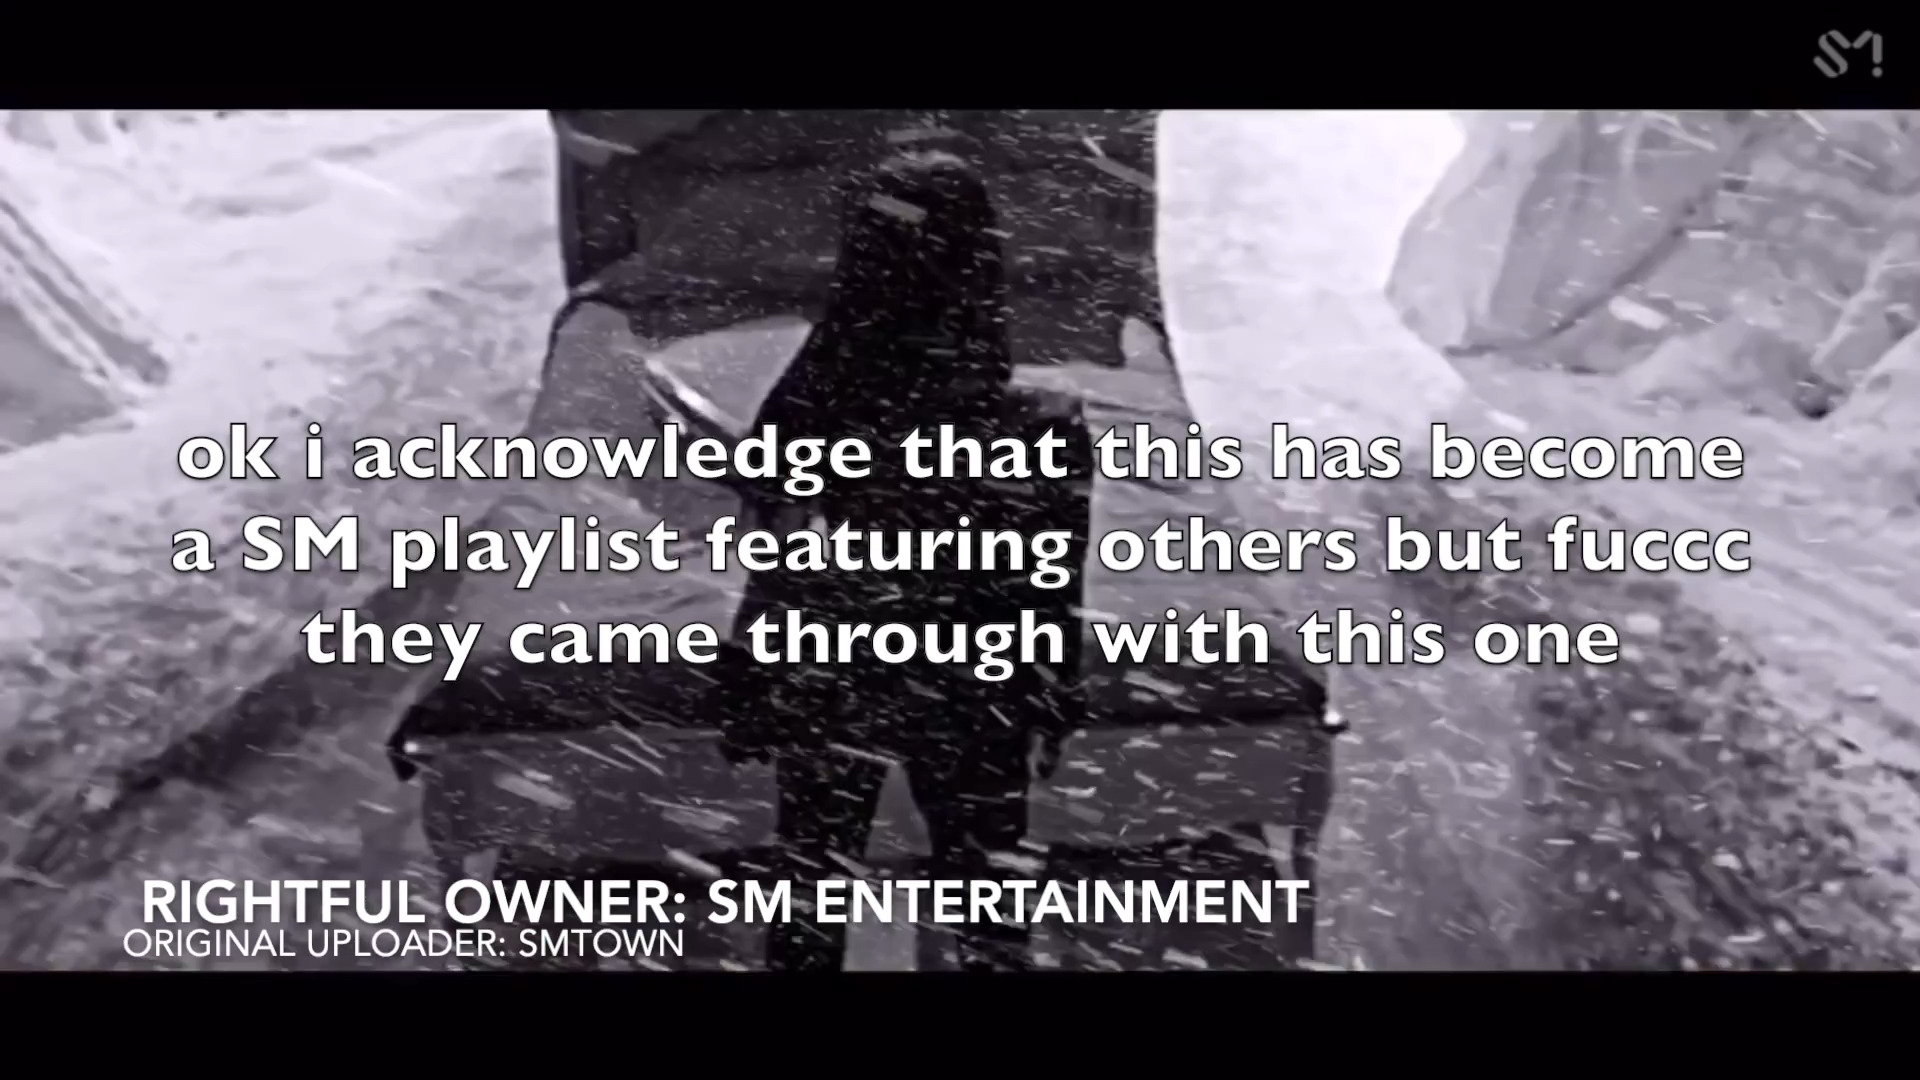 SM!
ok i acknowledge that this has become
a SM playlist featuring others but fuccc
they came through with this one
RIGHTFUL OWNER: SM ENTERTAINMENT
ORIGINAL UPLOADER: SMTOWN